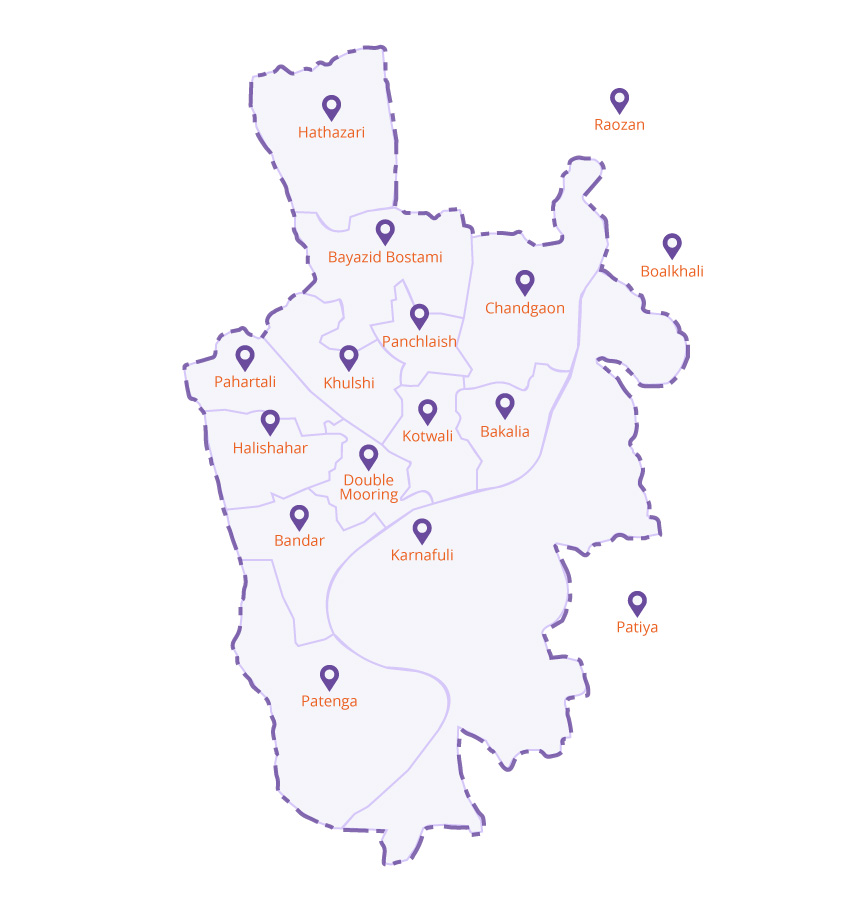 Raozan
Hathazari
Bayazid Bostami
Boalkhali
Chandgaon
Panchlaish
Pahartali
Khulshi
Kotwali
Bakalia
Halishahar
Double
Mooring
Bandar
Karnafuli
Patiya
Patenga